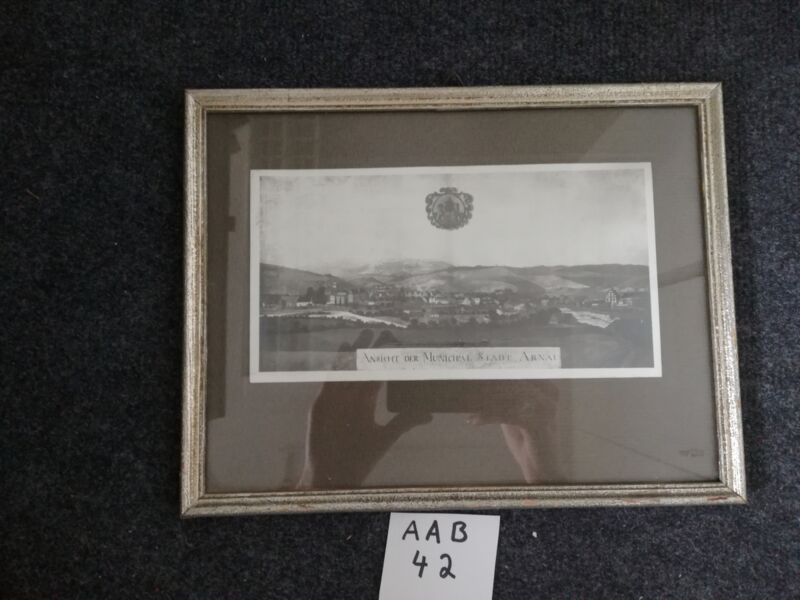 ANSICHT DER MUNICIPAL STADT ARNAU
AAB
42